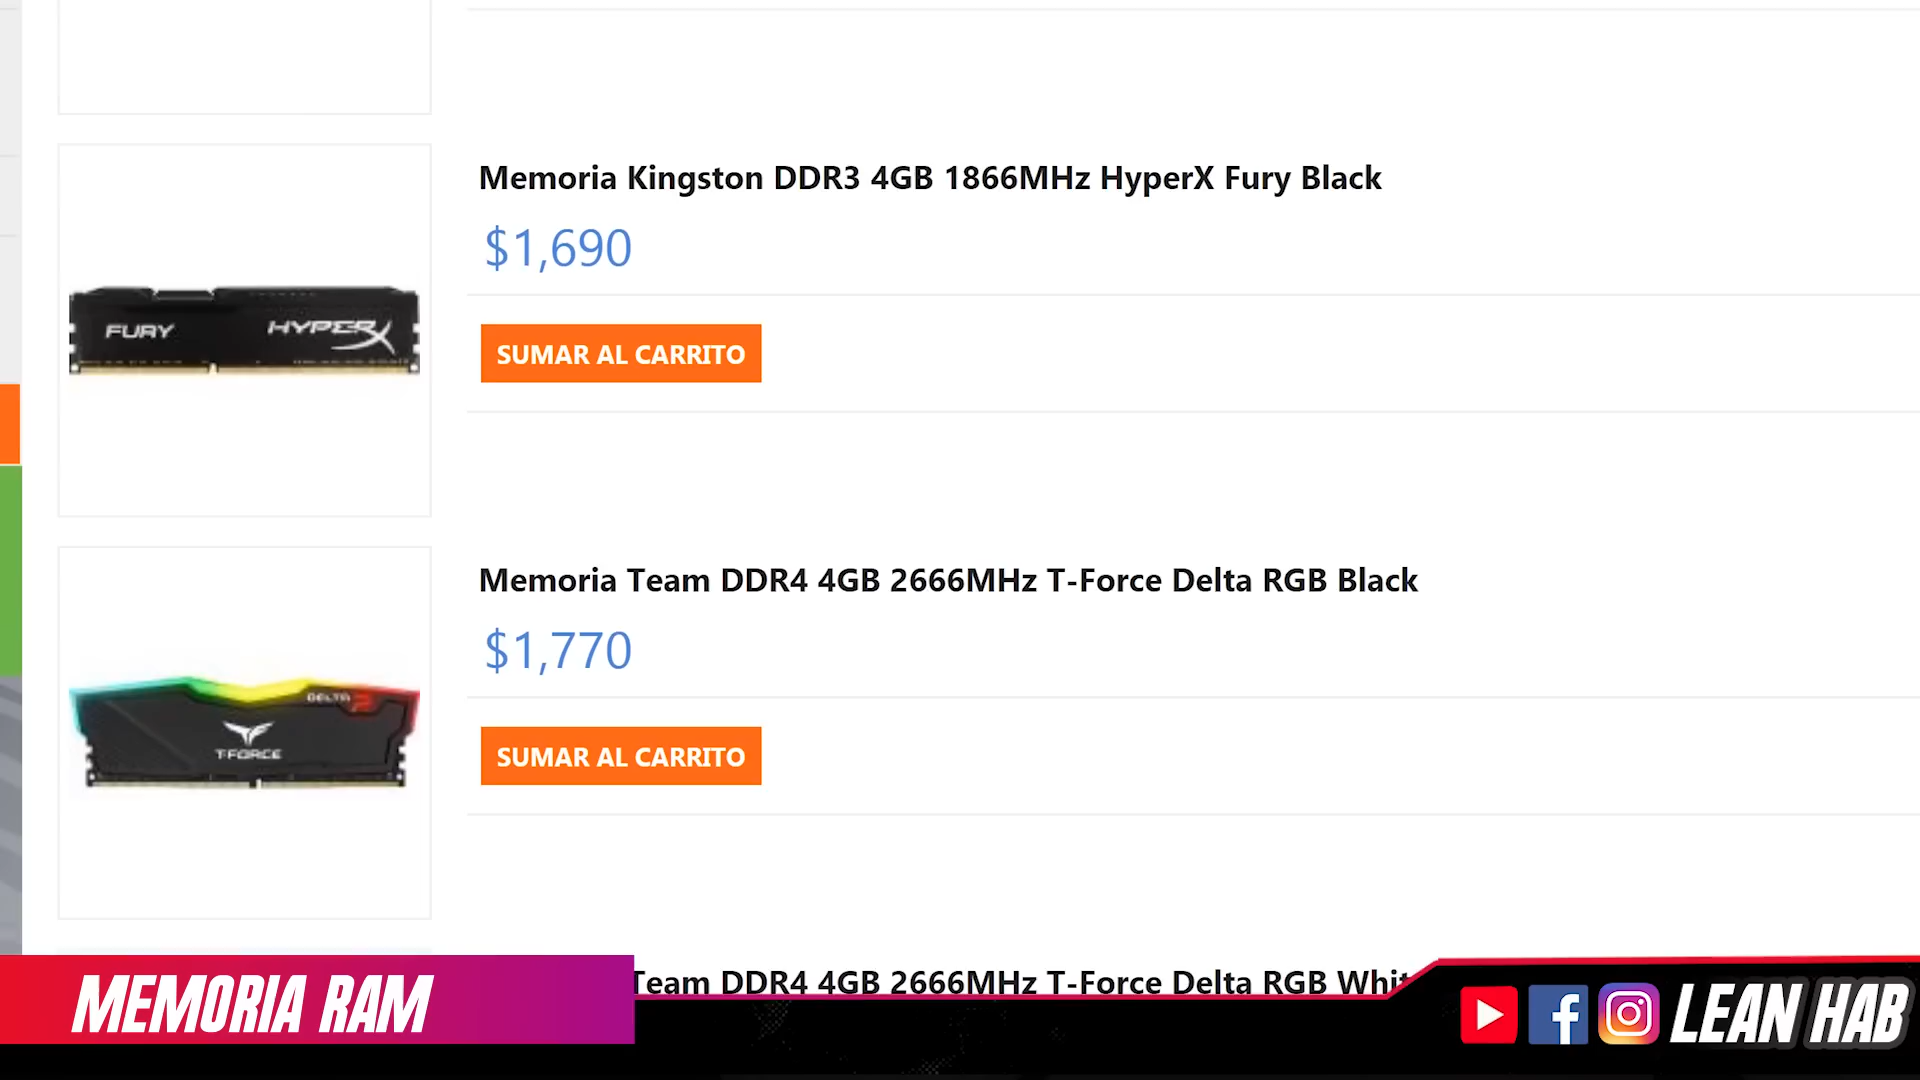 Memoria Kingston DDR3 4GB 1866MHz HyperX Fury Black
$1,690
FURY HYPERX
SUMAR AL CARRITO
Memoria Team DDR4 4GB 2666MHz T-Force Delta RGB Black
$1,770
DELTA
T-FORCE
SUMAR AL CARRITO
Team DDR4 4GB 2666MHz T-Force Delta RGB Whit
MEMORIA RAM
LEAN HAB